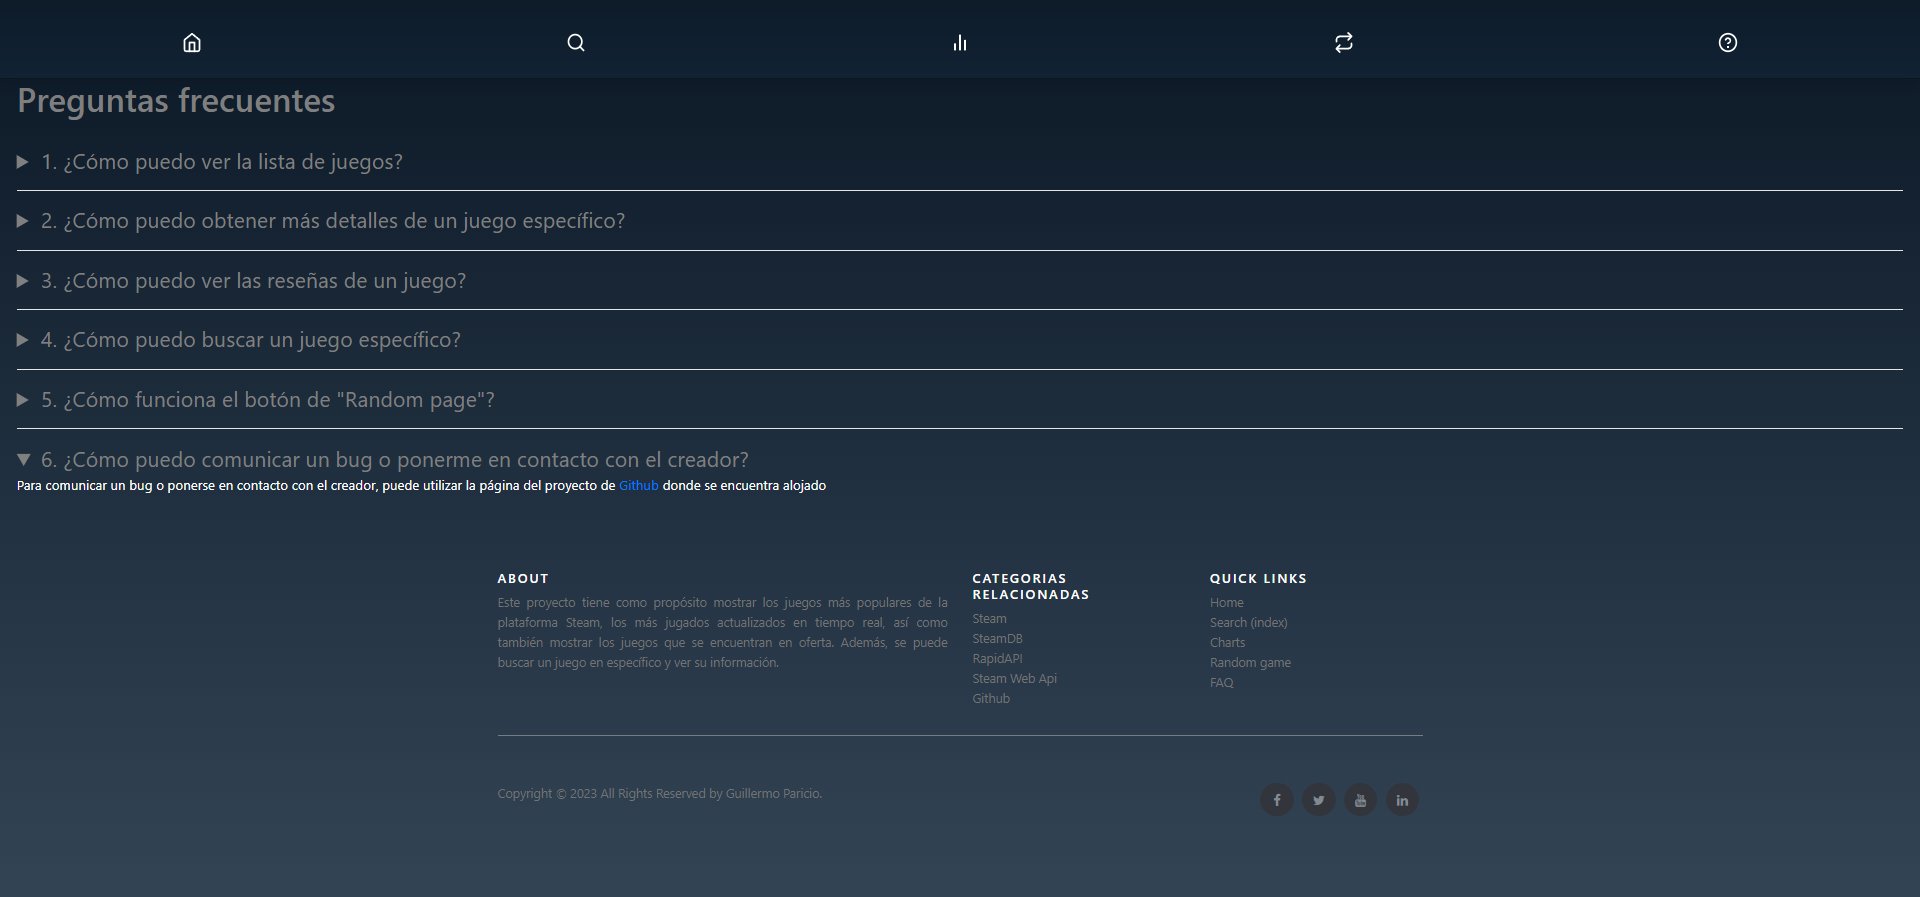 Preguntas frecuentes
1. ¿Cómo puedo ver la lista de juegos?
2. ¿Cómo puedo obtener más detalles de un juego específico?
3. ¿Cómo puedo ver las reseñas de un juego?
4. ¿Cómo puedo buscar un juego específico?
5. ¿Cómo funciona el botón de "Random page"?
6. ¿Cómo puedo comunicar un bug o ponerme en contacto con el creador?
Para comunicar un bug o ponerse en contacto con el creador, puede utilizar la página del proyecto de Github donde se encuentra alojado
ABOUT
Este proyecto tiene como propósito mostrar los juegos más populares de la
plataforma Steam, los más jugados actualizados en tiempo real, así como
también mostrar los juegos que se encuentran en oferta. Además, se puede
buscar un juego en específico y ver su información.
CATEGORIAS
RELACIONADAS
Steam
SteamDB
RapidAPI
Steam Web Api
Github
QUICK LINKS
Home
Search (index)
Charts
Random game
FAQ
Copyright © 2023 All Rights Reserved by Guillermo Paricio.